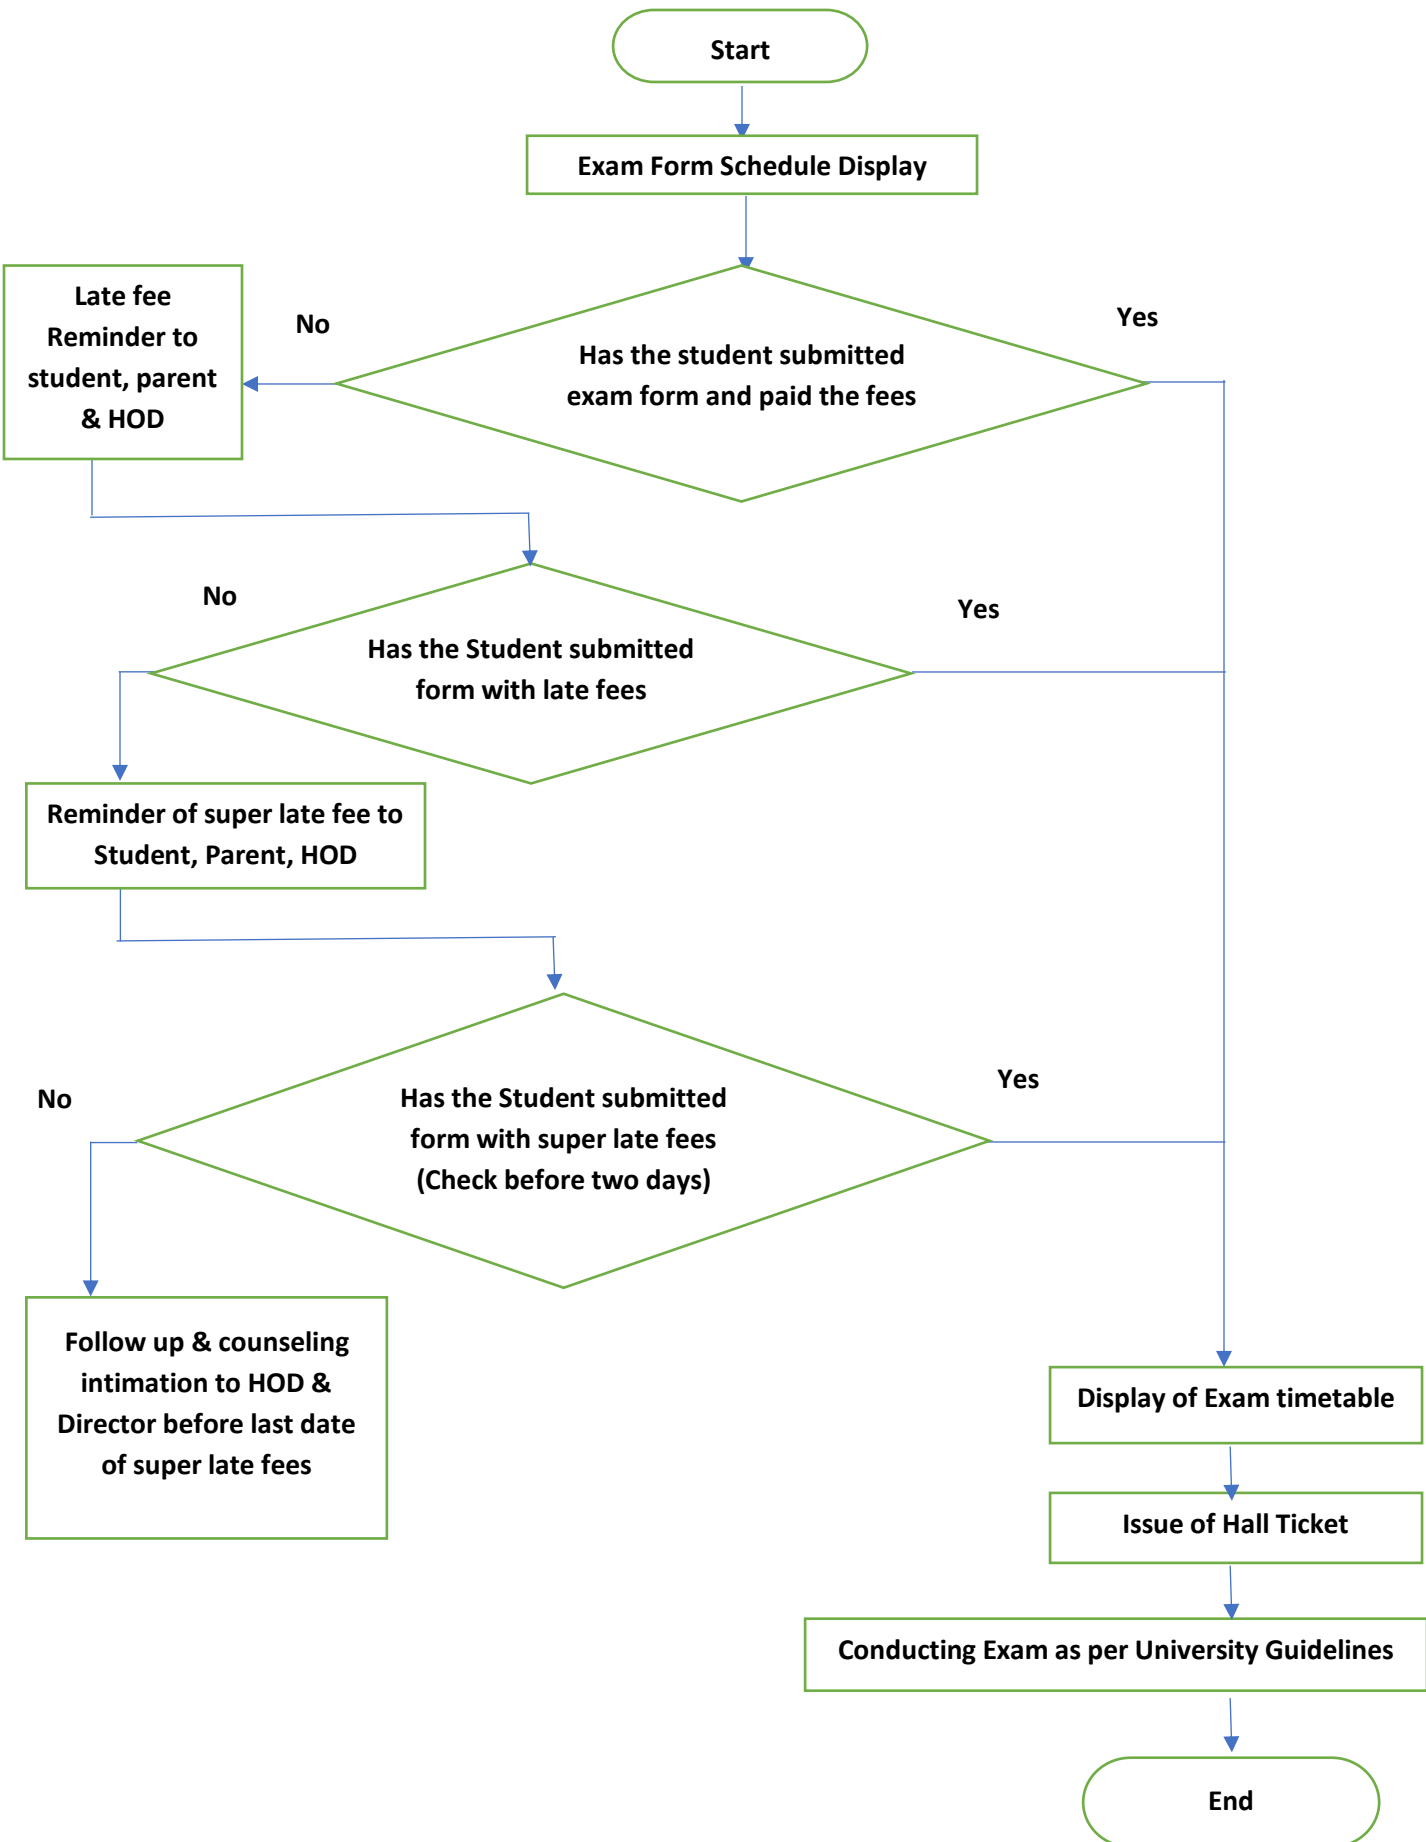 Start
Exam Form Schedule Display
Late fee
Reminder to
student, parent
& HOD
No
Has the student submitted
exam form and paid the fees
Yes
No
Has the Student submitted
form with late fees
Yes
Reminder of super late fee to
Student, Parent, HOD
No
Has the Student submitted
form with super late fees
(Check before two days)
Yes
Follow up & counseling
intimation to HOD &
Director before last date
of super late fees
Display of Exam timetable
Issue of Hall Ticket
Conducting Exam as per University Guidelines
End